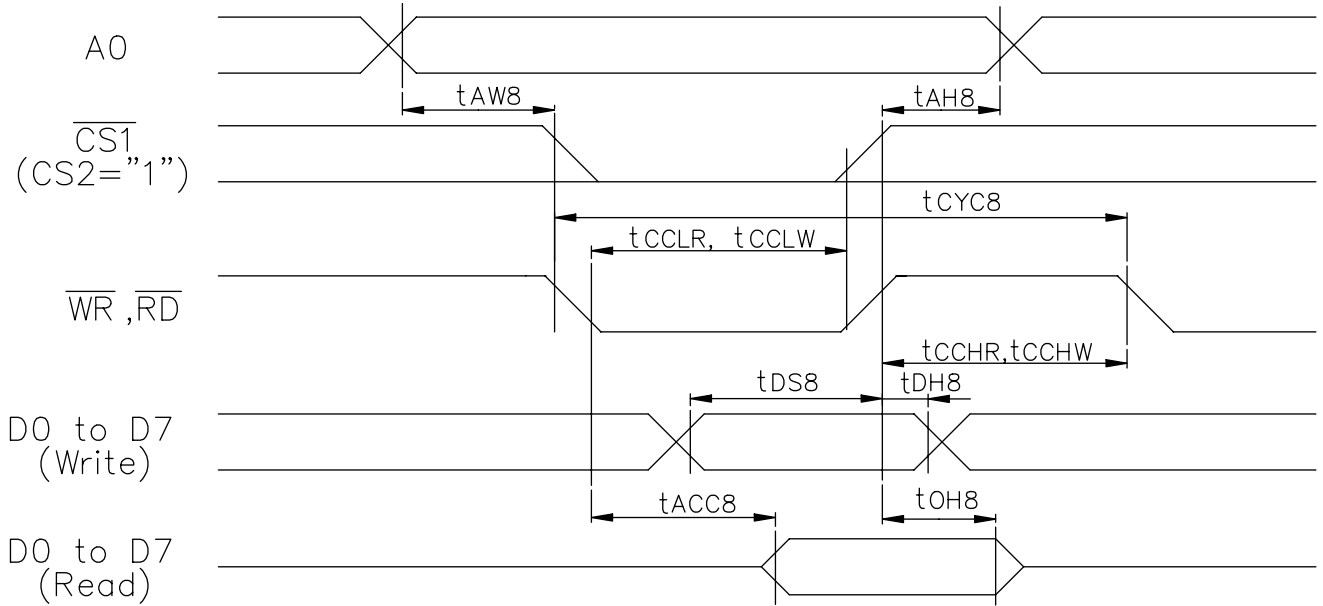 A0
tAW8
tAH8
CS1
(CS2="1")
tCYC8
tCCLR, tCCLW
WR ,RD
tCCHR,tCCHW
tDS8
tDH8
D0 to D7
(Write)
tACC8
tOH8
D0 to D7
(Read)